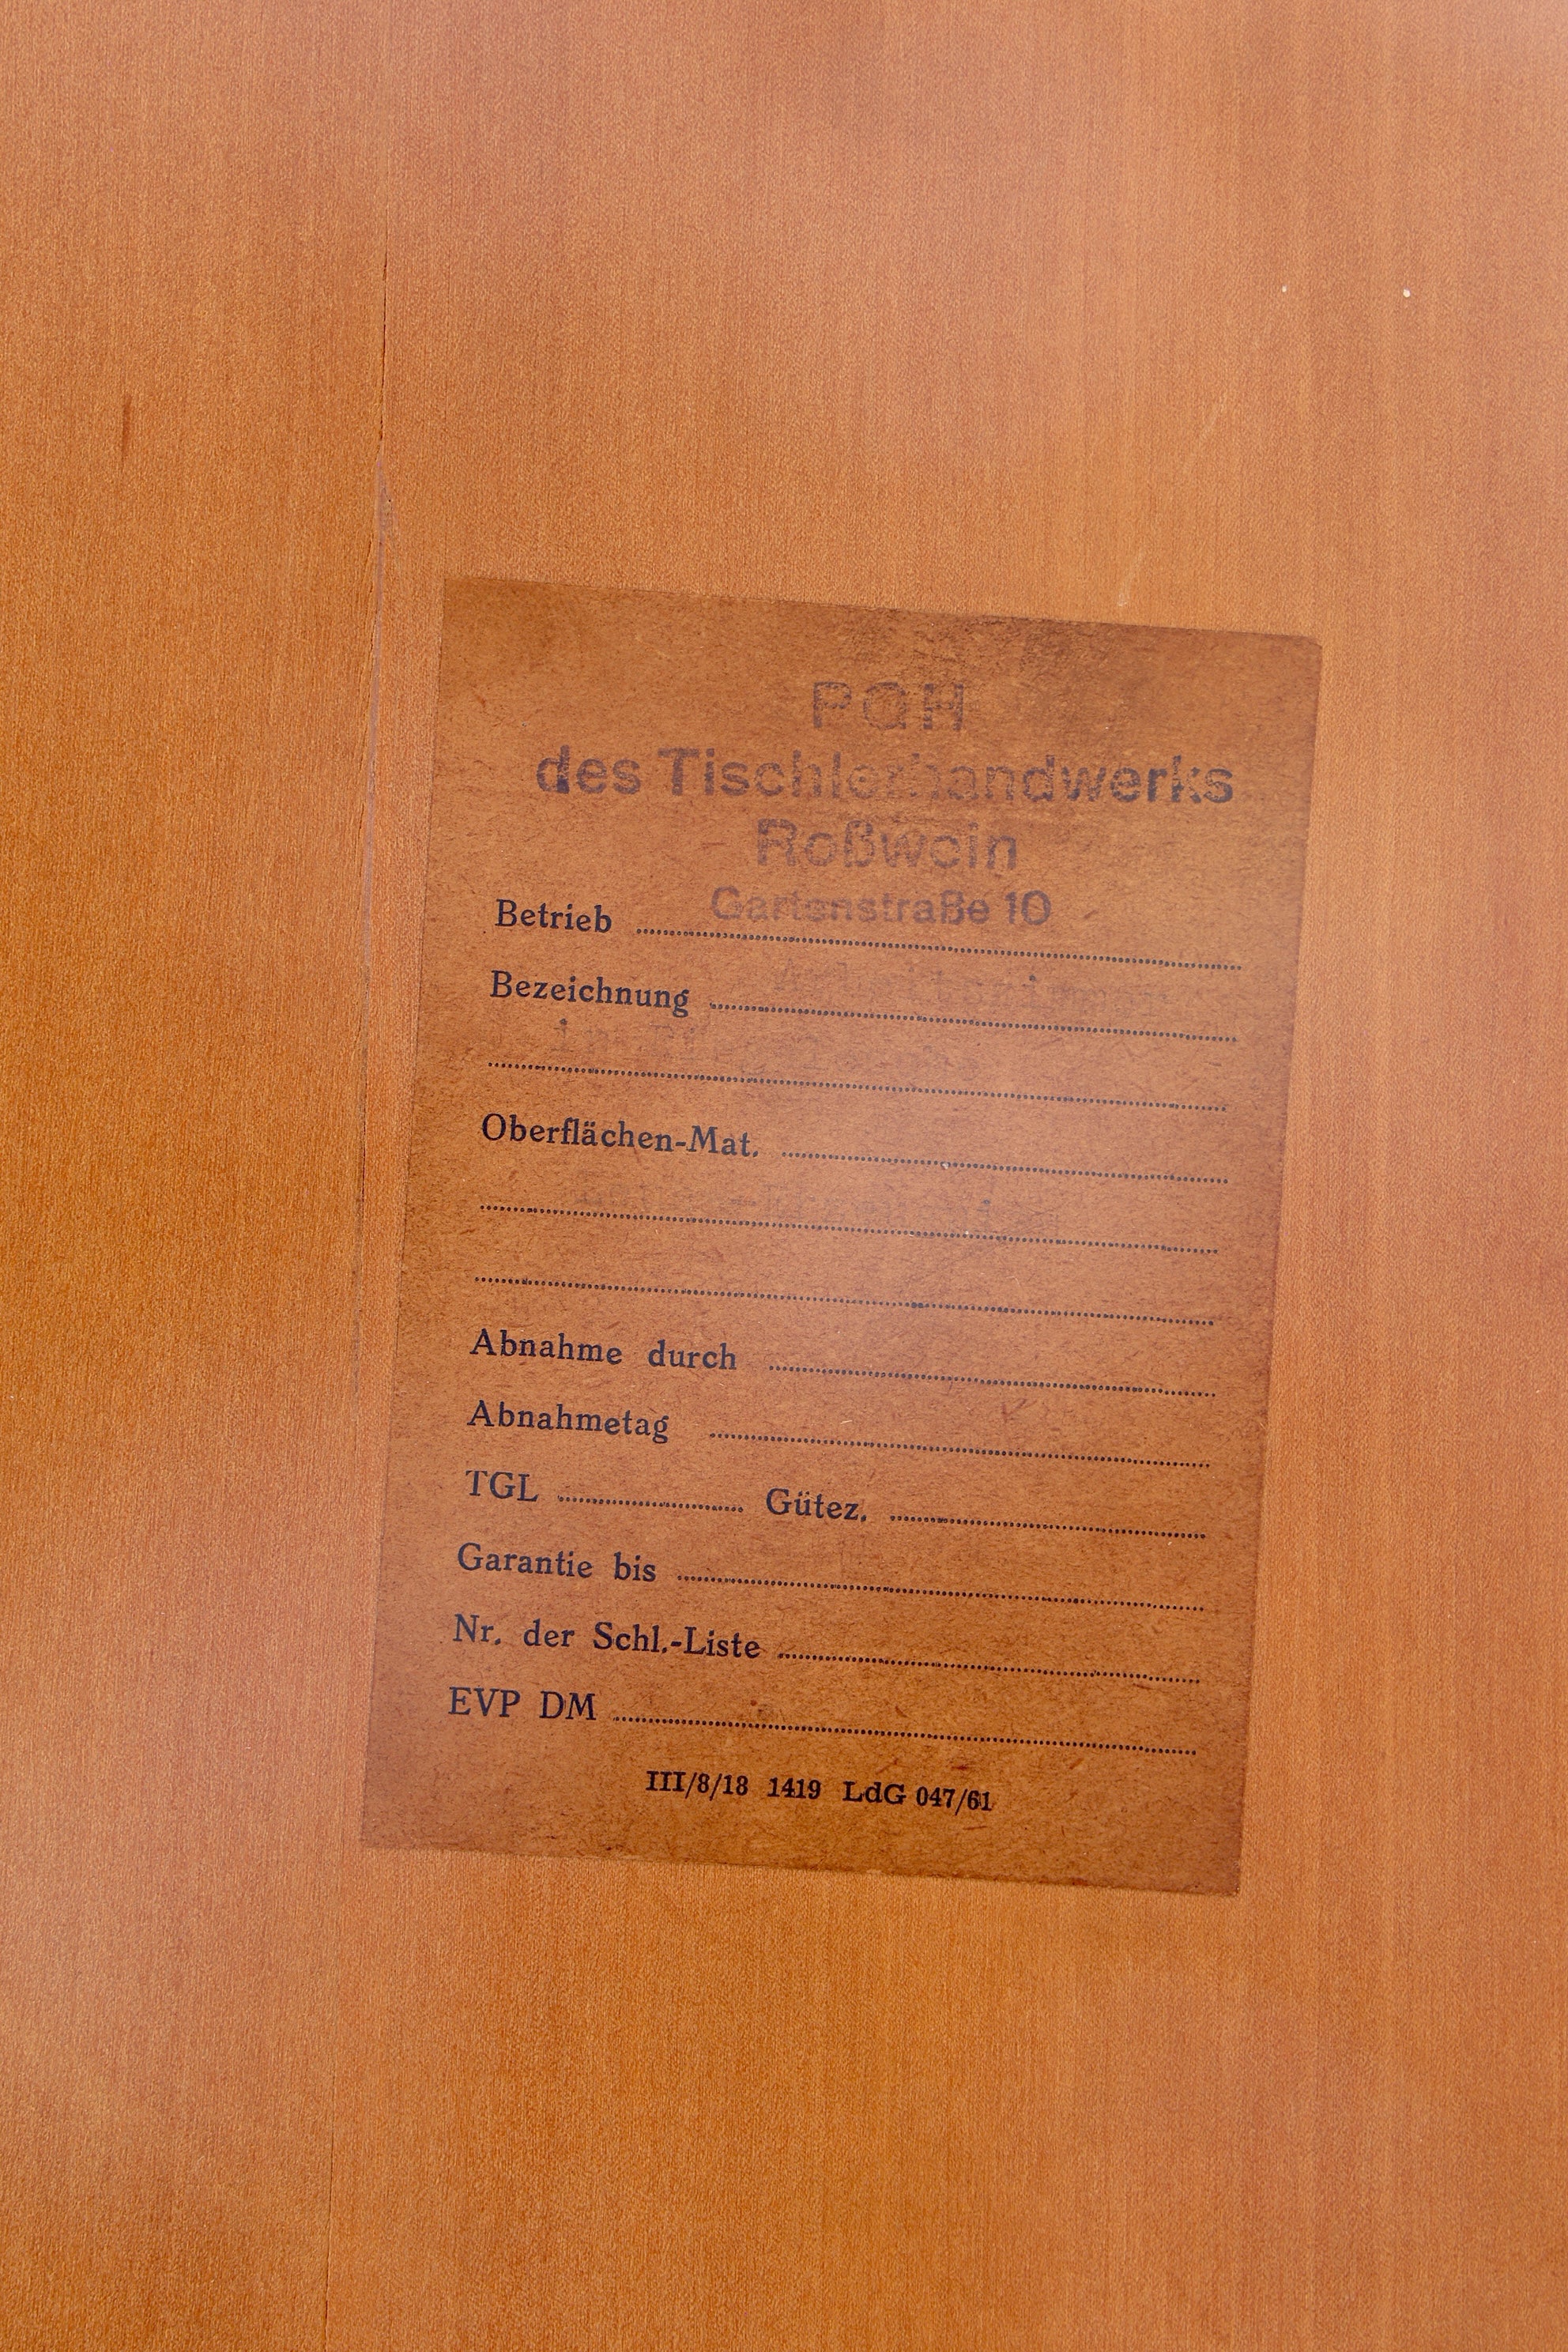 PGH
des Tischlerhandwerks
Roßwein
Gartenstraße 10
Betrieb
Bezeichnung
Oberflächen-Mat.
Abnahme durch
Abnahmetag
TGL Gütez.
Garantie bis
Nr. der Schl.-Liste
EVP DM
III/8/18 1419 LdG 047/61